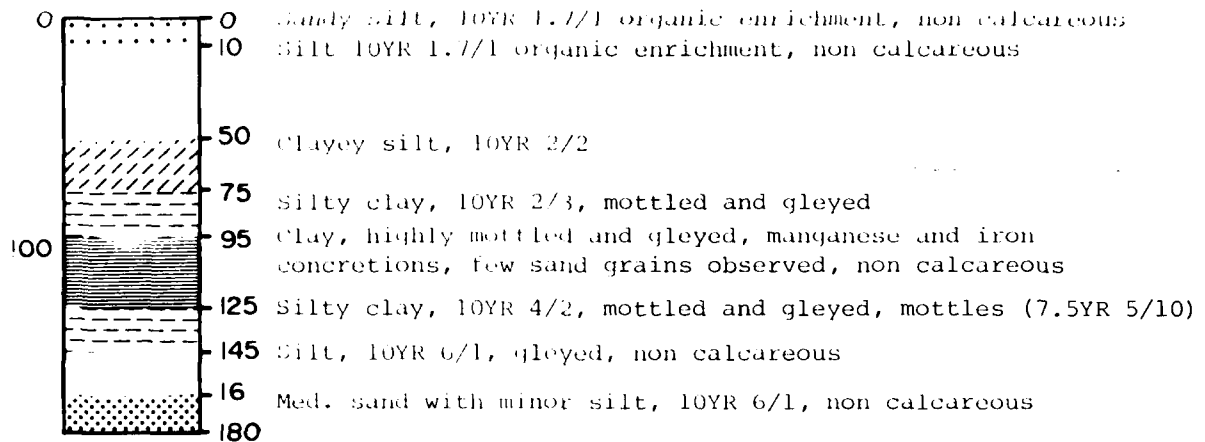 0 0 Sandy silt, 10YR 1.7/1 organic enrichment, non calcareous
10 Silt 10YR 1.7/1 organic enrichment, non calcareous
50 Clayey silt, 10YR 2/2
75 Silty clay, 10YR 2/3, mottled and gleyed
100 95 Clay, highly mottled and gleyed, manganese and iron
concretions, few sand grains observed, non calcareous
125 Silty clay, 10YR 4/2, mottled and gleyed, mottles (7.5YR 5/10)
145 Silt, 10YR 6/1, gleyed, non calcareous
16 Med. sand with minor silt, 10YR 6/1, non calcareous
180